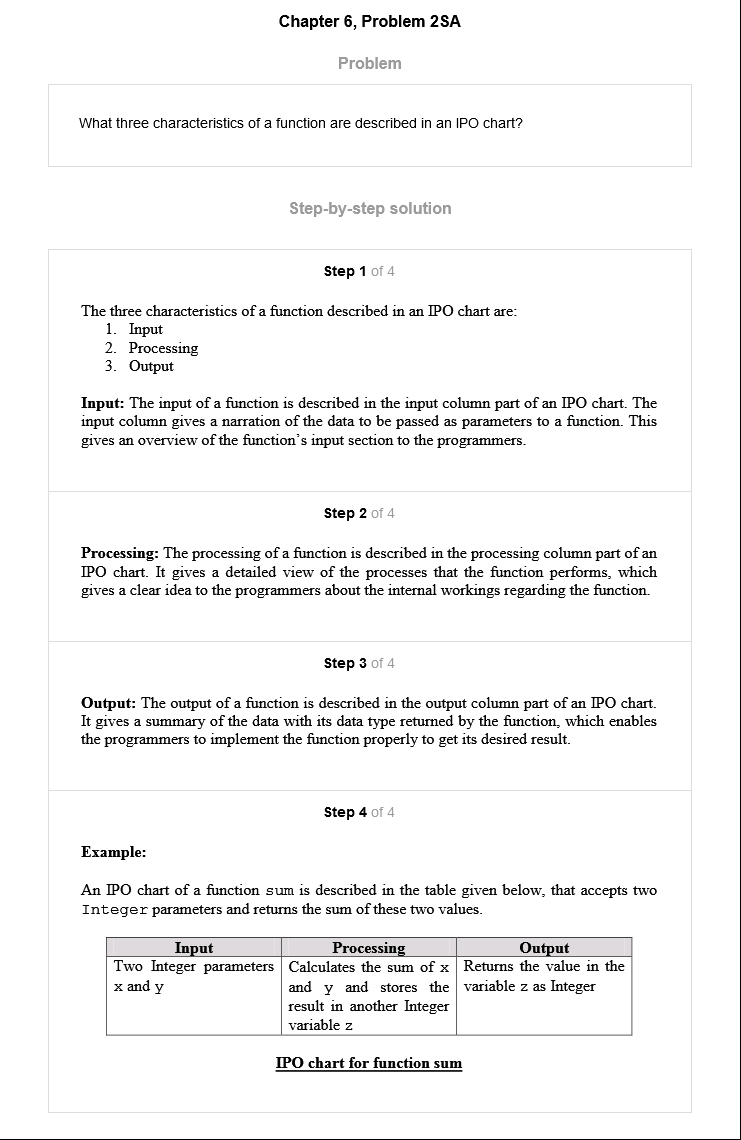 Chapter 6, Problem 2SA
Problem
What three characteristics of a function are described in an IPO chart?
Step-by-step solution
Step 1 of 4
The three characteristics of a function described in an IPO chart are:
1. Input
2. Processing
3. Output
Input: The input of a function is described in the input column part of an IPO chart. The
input column gives a narration of the data to be passed as parameters to a function. This
gives an overview of the function's input section to the programmers.
Step 2 of 4
Processing: The processing of a function is described in the processing column part of an
IPO chart. It gives a detailed view of the processes that the function performs, which
gives a clear idea to the programmers about the internal workings regarding the function.
Step 3 of 4
Output: The output of a function is described in the output column part of an IPO chart.
It gives a summary of the data with its data type returned by the function, which enables
the programmers to implement the function properly to get its desired result.
Step 4 of 4
Example:
An IPO chart of a function sum is described in the table given below, that accepts two
Integer parameters and returns the sum of these two values.
Input Processing Output
Two Integer parameters Calculates the sum of x Returns the value in the
x and y and y and stores the variable z as Integer
result in another Integer
variable z
IPO chart for function sum